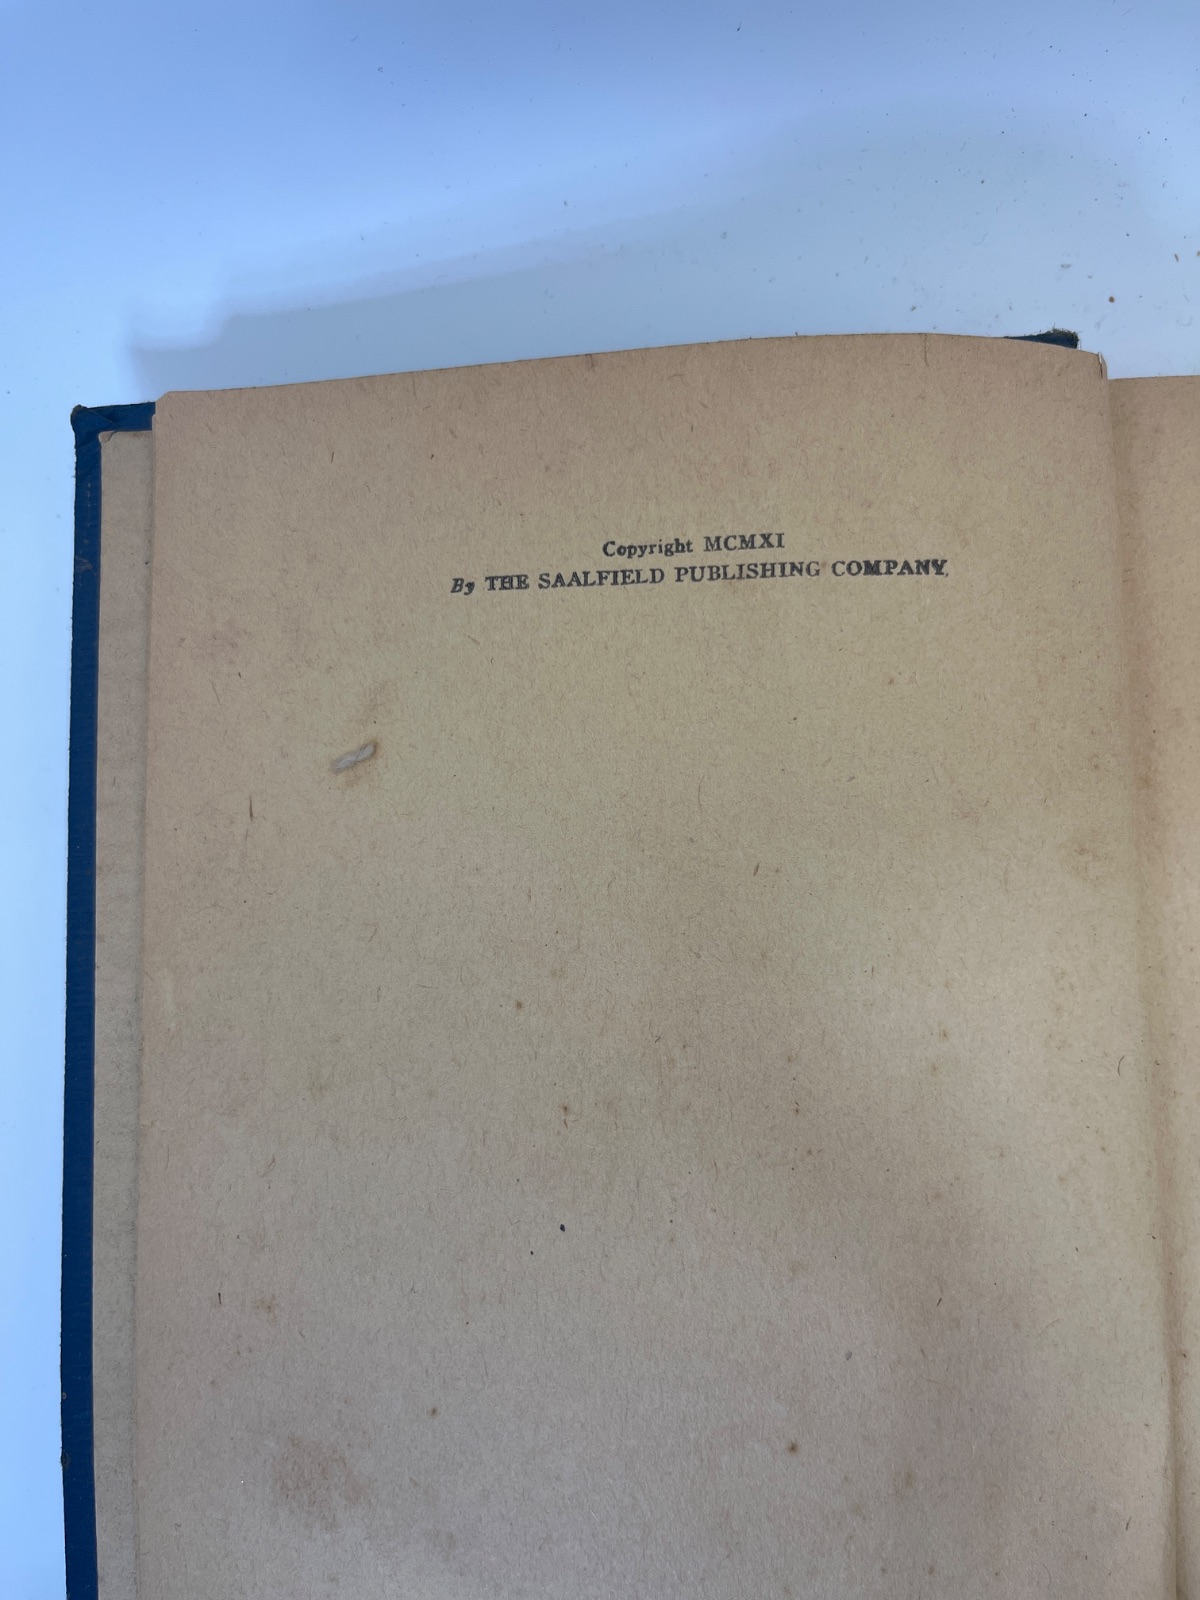 Copyright MCMXI
By THE SAALFIELD PUBLISHING COMPANY.